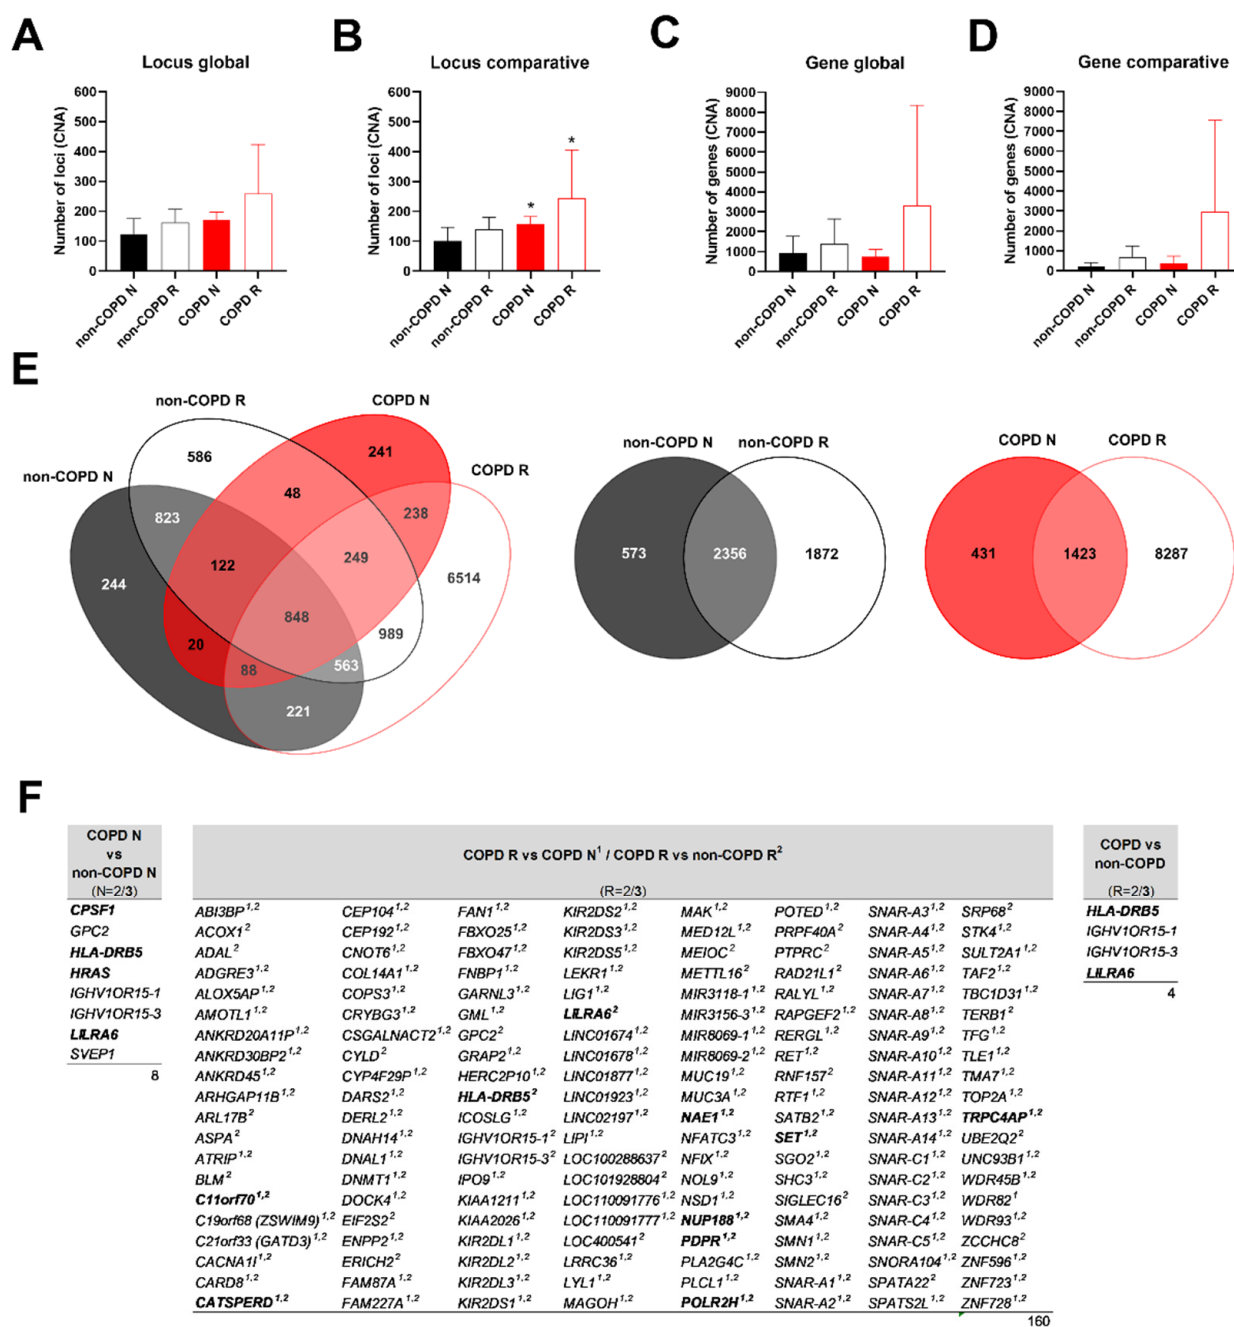 A
B
C
D
Locus global
Locus comparative
Gene global
Gene comparative
Number of loci (CNA)
600
500
400
300
200
100
0
non-COPD N
non-COPD R
COPD N
COPD R
Number of loci (CNA)
600
500
400
300
200
100
0
*
*
non-COPD N
non-COPD R
COPD N
COPD R
Number of genes (CNA)
9000
8000
7000
6000
5000
4000
3000
2000
1000
0
non-COPD N
non-COPD R
COPD N
COPD R
Number of genes (CNA)
9000
8000
7000
6000
5000
4000
3000
2000
1000
0
non-COPD N
non-COPD R
COPD N
COPD R
E
non-COPD R
COPD N
non-COPD N
COPD R
586
241
48
823
238
122
249
244
6514
848
20
989
88
563
221
non-COPD N
non-COPD R
573
2356
1872
COPD N
COPD R
431
1423
8287
F
COPD N
vs
non-COPD N
(N=2/3)
CPSF1
GPC2
HLA-DRB5
HRAS
IGHV1OR15-1
IGHV1OR15-3
LILRA6
SVEP1
8
COPD R vs COPD N¹ / COPD R vs non-COPD R²
(R=2/3)
ABI3BP¹,² CEP104¹,² FAN1¹,² KIR2DS2¹,² MAK¹,² POTED¹,² SNAR-A3¹,² SRP68²
ACOX1² CEP192¹,² FBXO25¹,² KIR2DS3¹,² MED12L¹,² PRPF40A² SNAR-A4¹,² STK4¹,²
ADAL² CNOT6¹,² FBXO47¹,² KIR2DS5¹,² MEIOC² PTPRC² SNAR-A5¹,² SULT2A1¹,²
ADGRE3¹,² COL14A1¹,² FNBP1¹,² LEKR1¹,² METTL16² RAD21L1² SNAR-A6¹,² TAF2¹,²
ALOX5AP¹,² COPS3¹,² GARNL3¹,² LIG1¹,² MIR3118-1¹,² RALYL¹,² SNAR-A7¹,² TBC1D31¹,²
AMOTL1¹,² CRYBG3¹,² GML¹,² LILRA6² MIR3156-3¹,² RAPGEF2¹,² SNAR-A8¹,² TERB1²
ANKRD20A11P¹,² CSGALNACT2¹,² GPC2² LINC01674¹,² MIR8069-1¹,² RERGL¹,² SNAR-A9¹,² TFG¹,²
ANKRD30BP2¹,² CYLD² GRAP2¹,² LINC01678¹,² MIR8069-2¹,² RET¹,² SNAR-A10¹,² TLE1¹,²
ANKRD45¹,² CYP4F29P¹,² HERC2P10¹,² LINC01877¹,² MUC19¹,² RNF157² SNAR-A11¹,² TMA7¹,²
ARHGAP11B¹,² DARS2¹,² HLA-DRB5² LINC01923¹,² MUC3A¹,² RTF1¹,² SNAR-A12¹,² TOP2A¹,²
ARL17B² DERL2¹,² ICOSLG¹,² LINC02197¹,² NAE1¹,² SATB2¹,² SNAR-A13¹,² TRPC4AP¹,²
ASPA² DNAH14¹,² IGHV1OR15-1² LIPI¹,² NFATC3¹,² SET¹,² SNAR-A14¹,² UBE2Q2²
ATRIP¹,² DNAL1¹,² IGHV1OR15-3² LOC100288637² NFIX¹,² SGO2¹,² SNAR-C1¹,² UNC93B1¹,²
BLM² DNMT1¹,² IPO9¹,² LOC101928804² NOL9¹,² SHC3¹,² SNAR-C2¹,² WDR45B¹,²
C11orf70¹,² DOCK4¹,² KIAA1211¹,² LOC110091776¹,² NSD1¹,² SIGLEC16² SNAR-C3¹,² WDR82¹
C19orf68 (ZSWIM9)¹,² EIF2S2² KIAA2026¹,² LOC110091777¹,² NUP188¹,² SMA4¹,² SNAR-C4¹,² WDR93¹,²
C21orf33 (GATD3)¹,² ENPP2¹,² KIR2DL1¹,² LOC400541² PDPR¹,² SMN1¹,² SNAR-C5¹,² ZCCHC8²
CACNA1I¹,² ERICH2² KIR2DL2¹,² LRRC36¹,² PLA2G4C¹,² SMN2¹,² SNORA104¹,² ZNF596¹,²
CARD8¹,² FAM87A¹,² KIR2DL3¹,² LYL1¹,² PLCL1¹,² SNAR-A1¹,² SPATA22² ZNF723¹,²
CATSPERD¹,² FAM227A¹,² KIR2DS1¹,² MAGOH¹,² POLR2H¹,² SNAR-A2¹,² SPATS2L¹,² ZNF728¹,²
160
COPD vs
non-COPD
(R=2/3)
HLA-DRB5
IGHV1OR15-1
IGHV1OR15-3
LILRA6
4